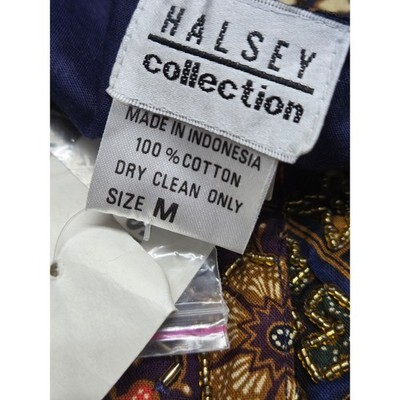 HALSEY
collection
MADE IN INDONESIA
100% COTTON
DRY CLEAN ONLY
SIZE M